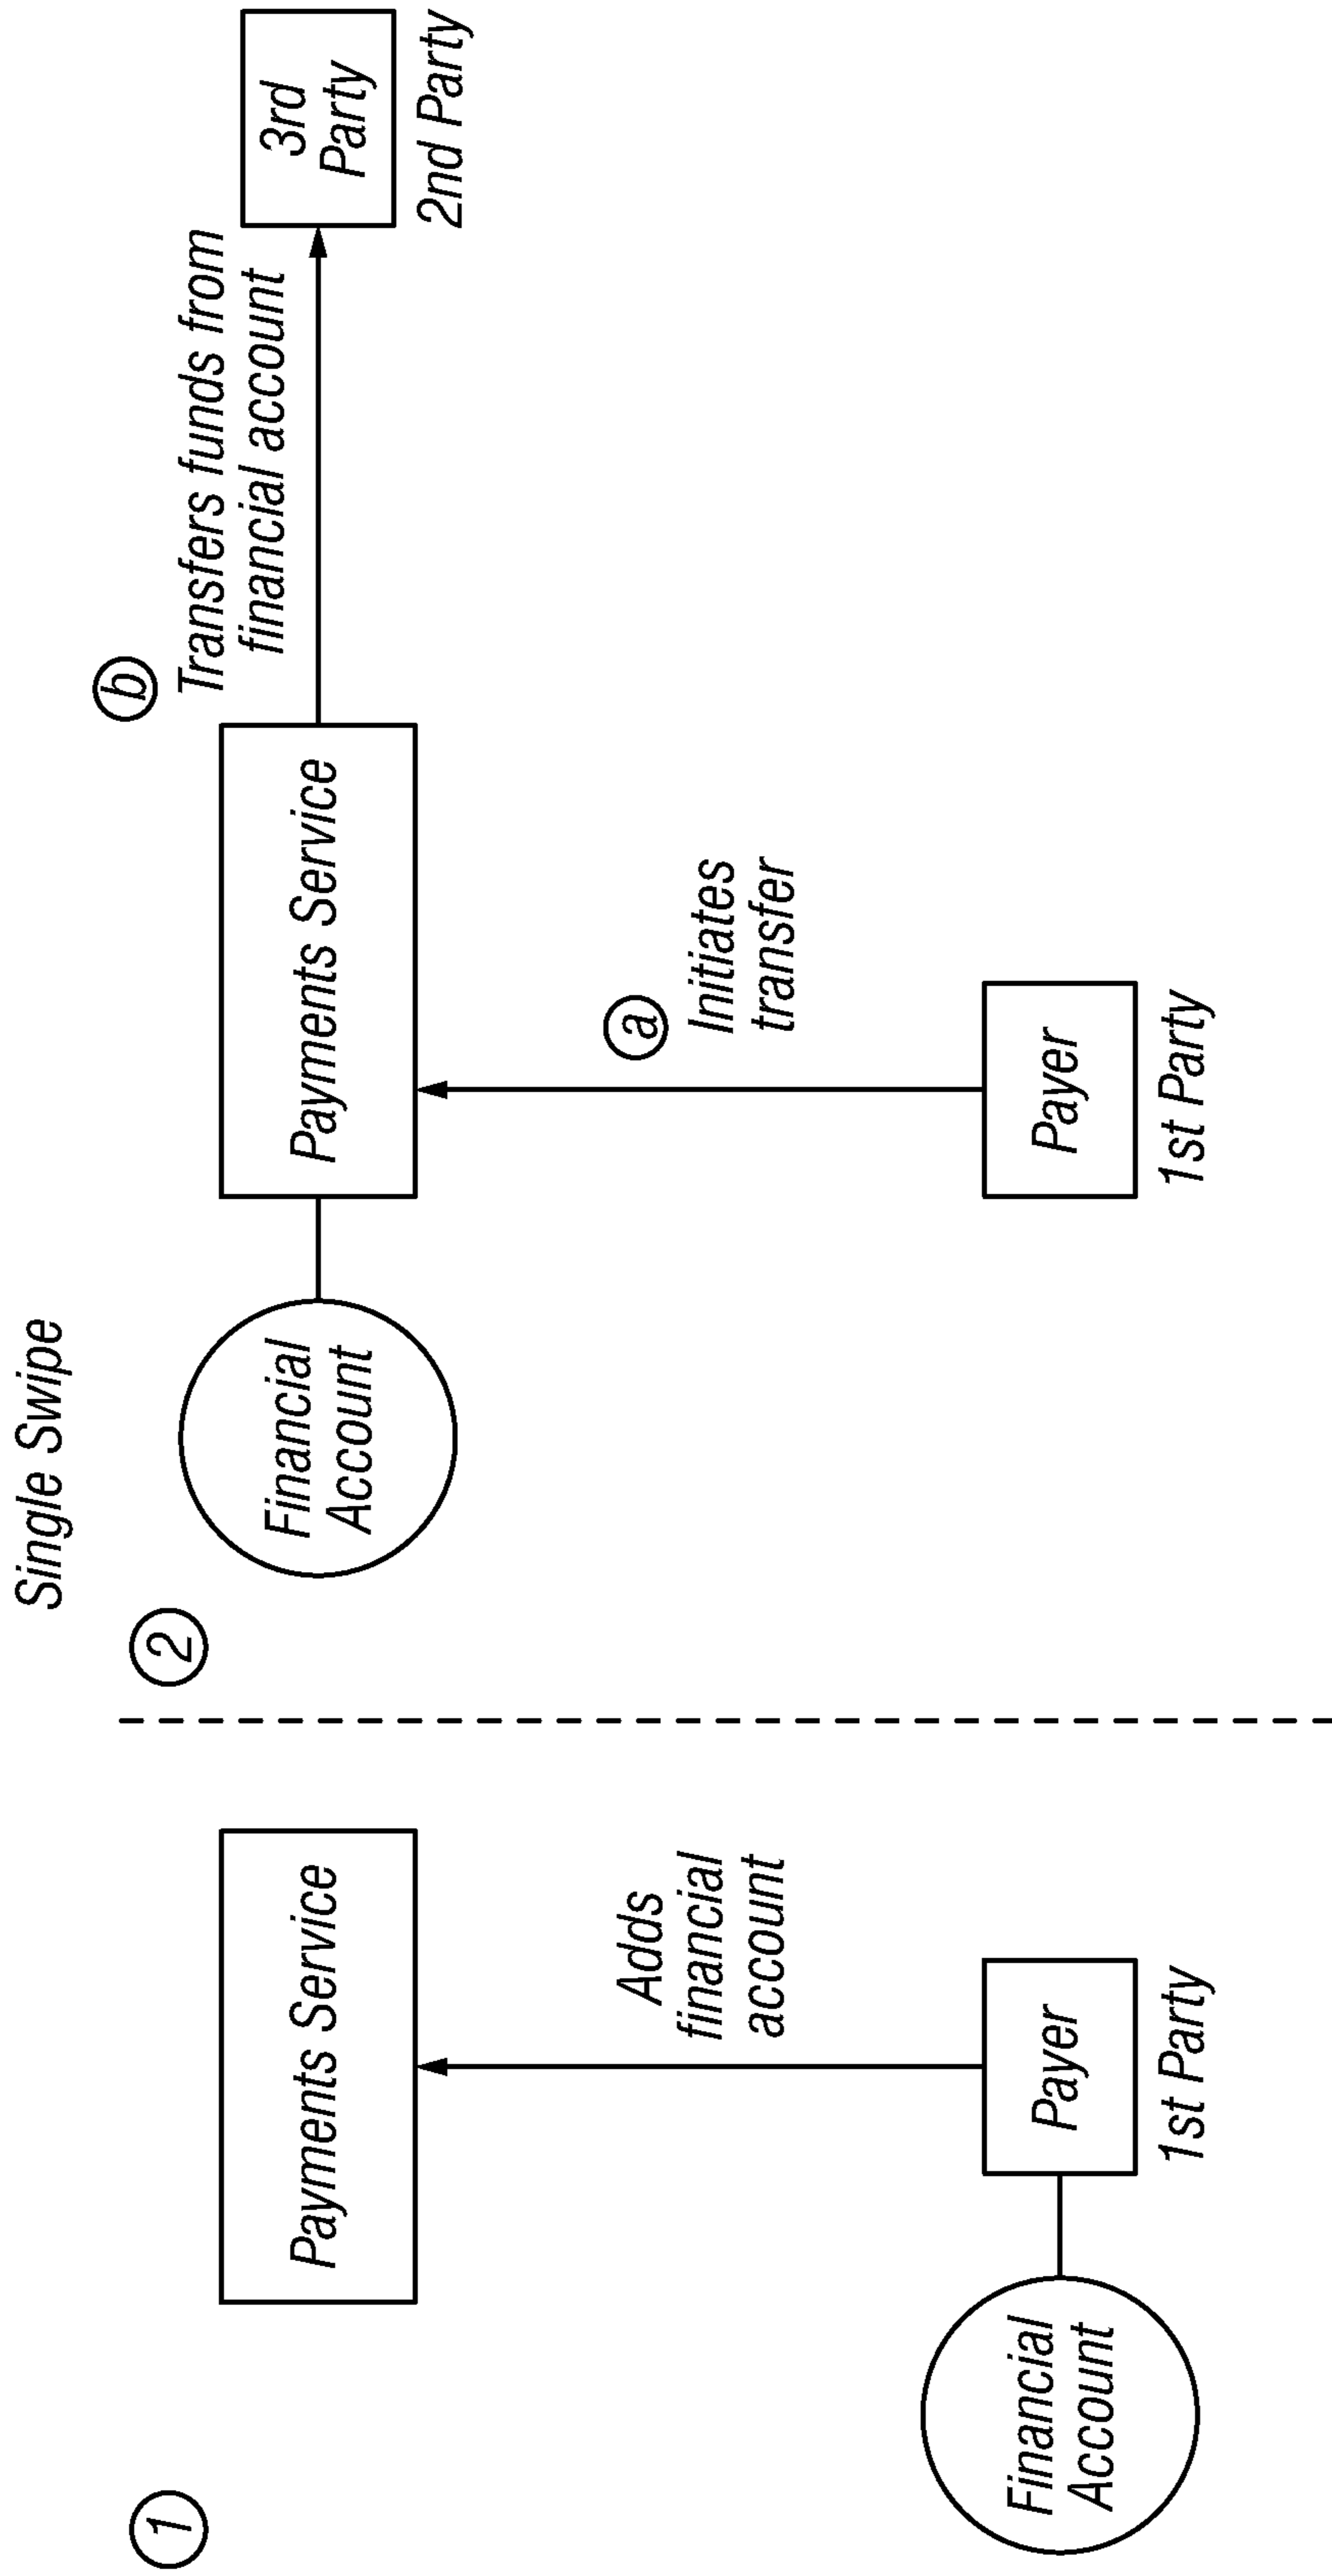 Single Swipe
1
Payments Service
Adds
financial
account
Financial
Account
Payer
1st Party
2
Financial
Account
Payments Service
b
Transfers funds from
financial account
3rd
Party
2nd Party
a
Initiates
transfer
Payer
1st Party